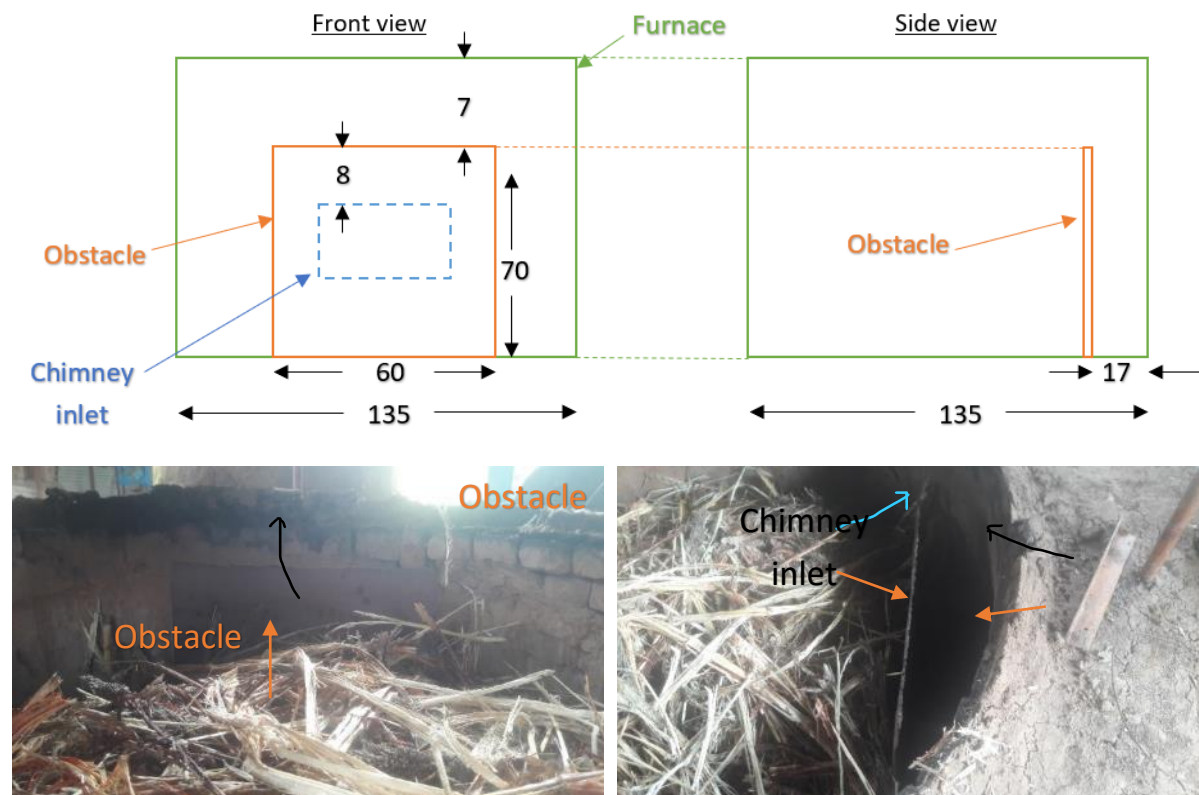 Front view
Furnace
Side view
7
8
Obstacle
Obstacle
70
Chimney
inlet
60
17
135
135
Obstacle
Chimney
inlet
Obstacle